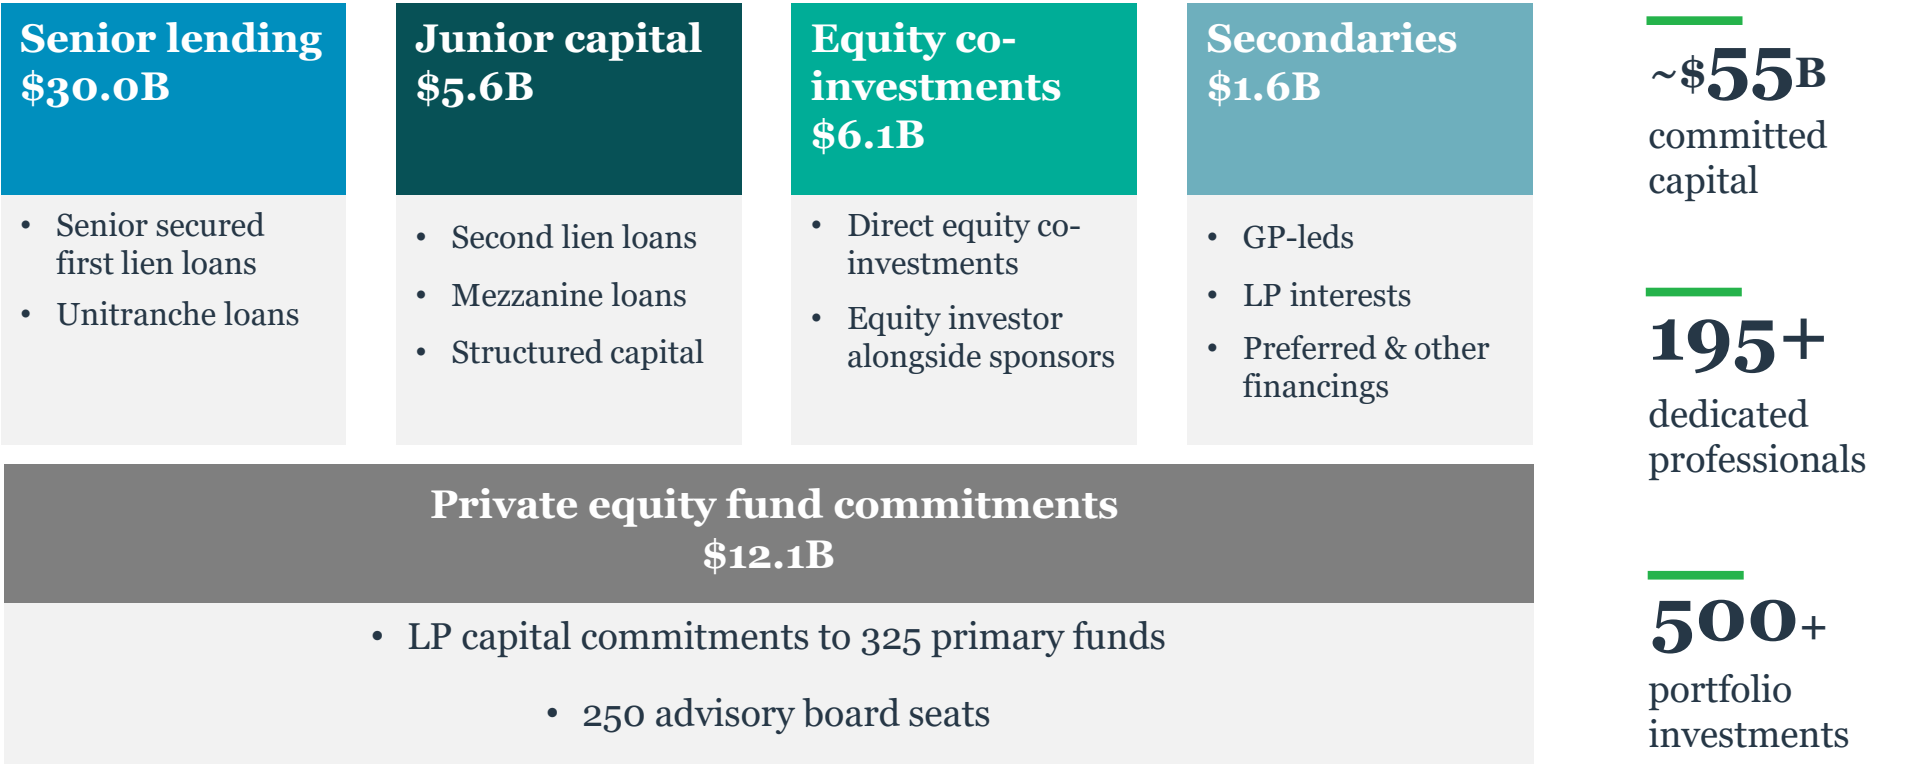 Senior lending
$30.0B
• Senior secured
first lien loans
• Unitranche loans
Junior capital
$5.6B
• Second lien loans
• Mezzanine loans
• Structured capital
Equity co-
investments
$6.1B
• Direct equity co-
investments
• Equity investor
alongside sponsors
Secondaries
$1.6B
• GP-leds
• LP interests
• Preferred & other
financings
Private equity fund commitments
$12.1B
• LP capital commitments to 325 primary funds
• 250 advisory board seats
~$55B
committed
capital
195+
dedicated
professionals
500+
portfolio
investments